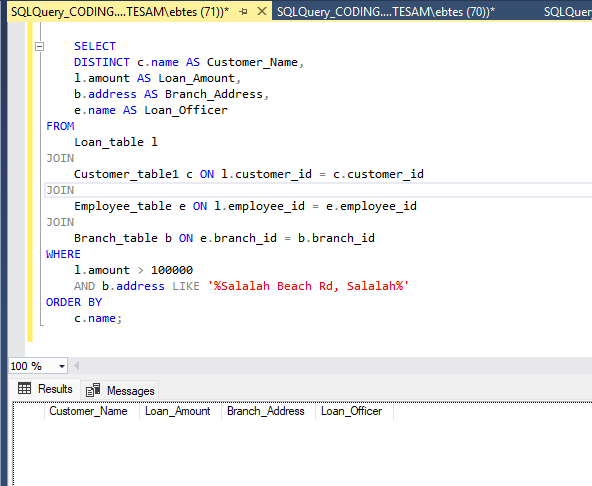 SQLQuery_CODING....TESAM\ebtes (71))* SQLQuery_CODING....TESAM\ebtes (70))* SQLQuery
SELECT
DISTINCT c.name AS Customer_Name,
l.amount AS Loan_Amount,
b.address AS Branch_Address,
e.name AS Loan_Officer
FROM
Loan_table l
JOIN
Customer_table1 c ON l.customer_id = c.customer_id
JOIN
Employee_table e ON l.employee_id = e.employee_id
JOIN
Branch_table b ON e.branch_id = b.branch_id
WHERE
l.amount > 100000
AND b.address LIKE '%Salalah Beach Rd, Salalah%'
ORDER BY
c.name;
100 %
Results Messages
Customer_Name Loan_Amount Branch_Address Loan_Officer